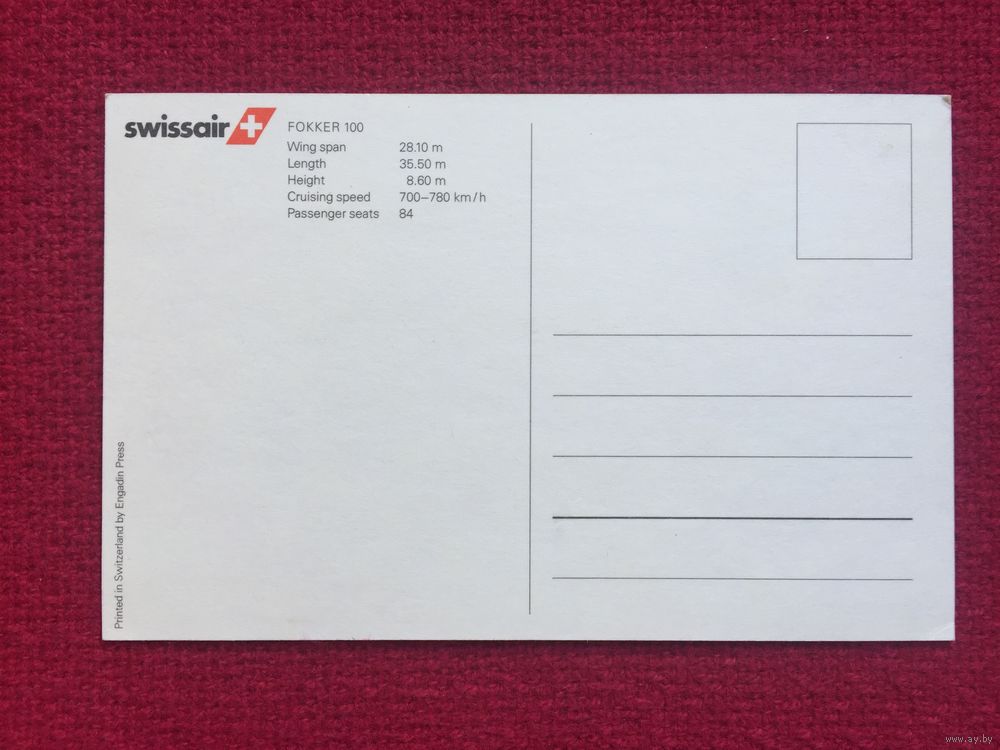 swissair
FOKKER 100
Wing span 28.10 m
Length 35.50 m
Height 8.60 m
Cruising speed 700–780 km/h
Passenger seats 84
Printed in Switzerland by Engadin Press
www.ay.by